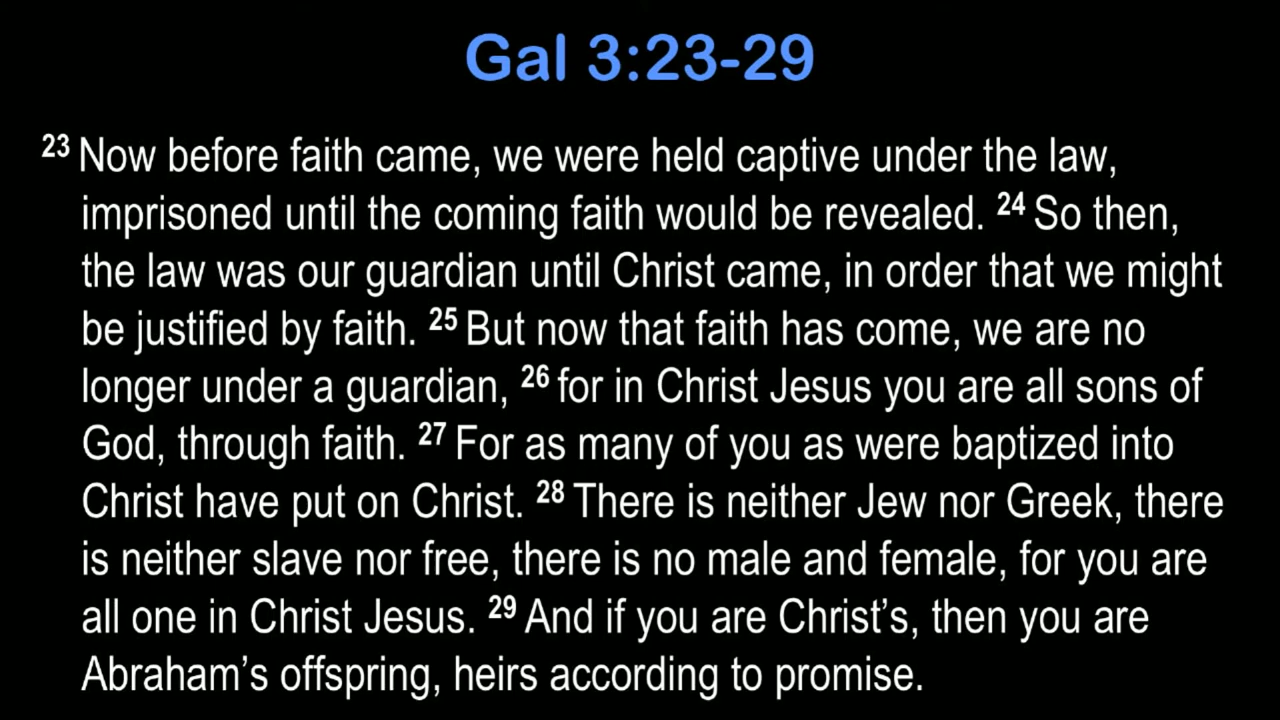 Gal 3:23-29
23 Now before faith came, we were held captive under the law,
imprisoned until the coming faith would be revealed. 24 So then,
the law was our guardian until Christ came, in order that we might
be justified by faith. 25 But now that faith has come, we are no
longer under a guardian, 26 for in Christ Jesus you are all sons of
God, through faith. 27 For as many of you as were baptized into
Christ have put on Christ. 28 There is neither Jew nor Greek, there
is neither slave nor free, there is no male and female, for you are
all one in Christ Jesus. 29 And if you are Christ’s, then you are
Abraham’s offspring, heirs according to promise.